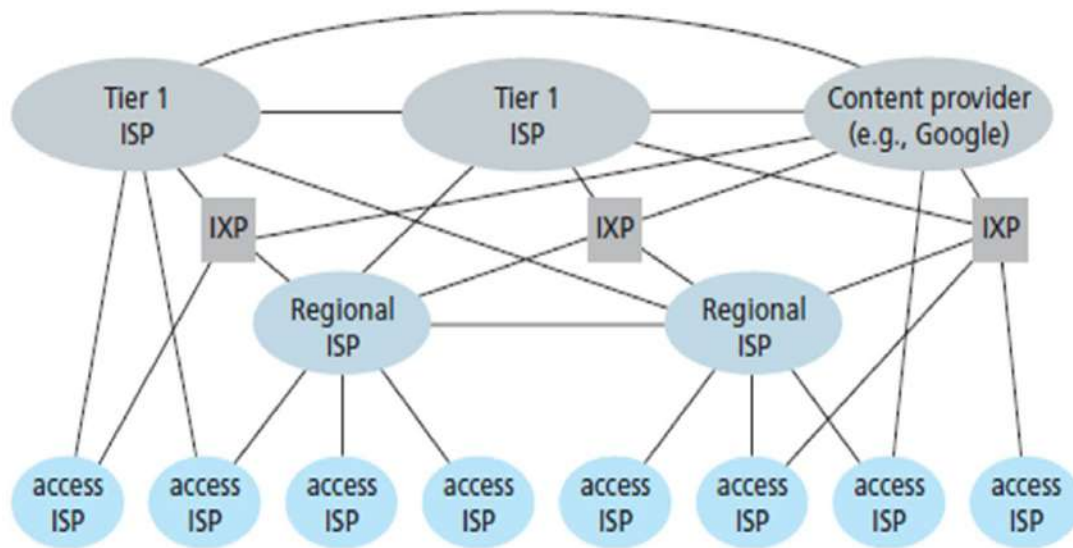 Tier 1
ISP
Tier 1
ISP
Content provider
(e.g., Google)
IXP
IXP
IXP
Regional
ISP
Regional
ISP
access
ISP
access
ISP
access
ISP
access
ISP
access
ISP
access
ISP
access
ISP
access
ISP